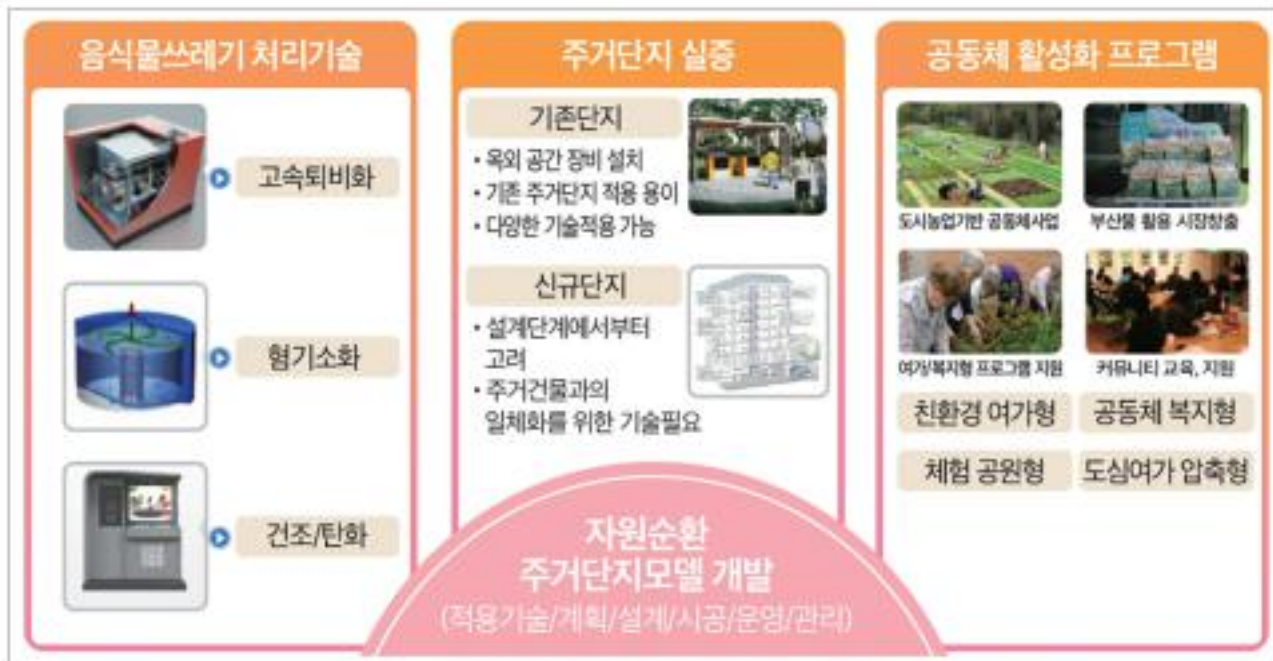 음식물쓰레기 처리기술
고속퇴비화
혐기소화
건조/탄화
주거단지 실증
기존단지
• 옥외 공간 장비 설치
• 기존 주거단지 적용 용이
• 다양한 기술적용 가능
신규단지
• 설계단계에서부터
고려
• 주거건물과의
일체화를 위한 기술필요
공동체 활성화 프로그램
도시농업기반 공동체사업
부산물 활용 시장창출
여가/복지형 프로그램 지원
커뮤니티 교육, 지원
친환경 여가형
공동체 복지형
체험 공원형
도심여가 압축형
자원순환
주거단지모델 개발
(적용기술/계획/설계/시공/운영/관리)